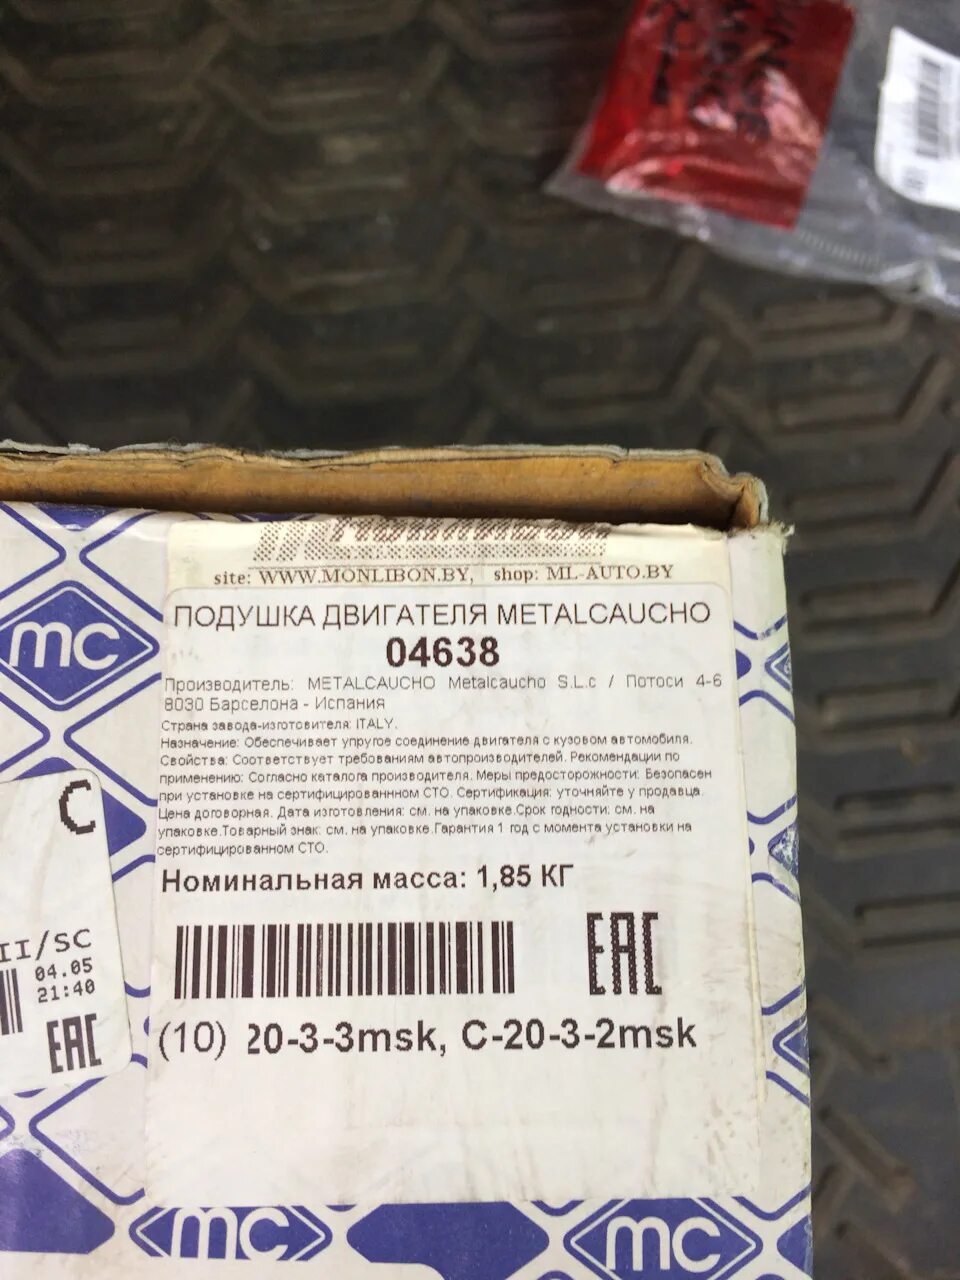 site: WWW.MONLIBON.BY, shop: ML-AUTO.BY
ПОДУШКА ДВИГАТЕЛЯ METALCAUCHO
04638
Производитель: METALCAUCHO Metalcaucho S.L.c / Потоси 4-6
8030 Барселона - Испания
Страна завода-изготовителя: ITALY.
Назначение: Обеспечивает упругое соединение двигателя с кузовом автомобиля.
Свойства: Соответствует требованиям автопроизводителей. Рекомендации по
применению: Согласно каталога производителя. Меры предосторожности: Безопасен
при установке на сертифицированнном СТО. Сертификация: уточняйте у продавца.
Цена договорная. Дата изготовления: см. на упаковке.Срок годности: см. на
упаковке.Товарный знак: см. на упаковке.Гарантия 1 год с момента установки на
сертифицированном СТО.
Номинальная масса: 1,85 КГ
EAC
(10) 20-3-3msk, C-20-3-2msk
mc
C
II/SC
04.05
21:40
EAC
mc
mc